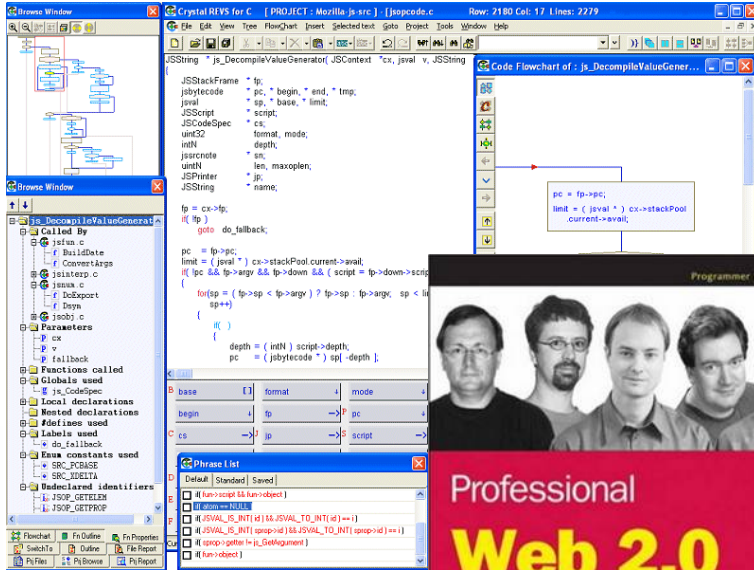 Browse Window
Crystal REVS for C [ PROJECT : Mozilla-js-src ] - [jsopcode.c Row: 2180 Col: 17 Lines: 2279
File Edit View Tools FlowChart Insert Selected text Goto Project Tools Window Help
JSString * js_DecompileValueGenerator( JSContext *cx, jsval v, JSString
{
JSStackFrame * fp;
jsbytecode * pc, * begin, * end, * tmp;
jsval * sp, * base, * limit;
JSScript * script;
JSCodeSpec * cs;
uint32 format, mode;
intN depth;
jssrcnote * sn;
uintN len, maxoplen;
JSPrinter * jp;
JSString * name;
fp = cx->fp;
if( !fp )
goto do_fallback;
pc = fp->pc;
limit = ( jsval * ) cx->stackPool.current->avail;
if( !pc && fp->argv && fp->down && ( script = fp->down->scrip
{
for(sp = ( fp->sp < fp->argv ) ? fp->sp : fp->argv; sp < lim
sp++)
{
if( )
{
depth = ( intN ) script->depth;
pc = ( jsbytecode * ) sp[ -depth ];
Code Flowchart of : js_DecompileValueGener...
pc = fp->pc;
limit = ( jsval * ) cx->stackPool
.current->avail;
Browse Window
js_DecompileValueGenerat
Called By
jsfun.c
f BuildDate
f ConvertArgs
jsinterp.c
jsnum.c
f DoExport
f Dsyn
jsobj.c
Parameters
P cx
P v
P fallback
Functions called
Globals used
g js_CodeSpec
Local declarations
Nested declarations
#defines used
Labels used
do_fallback
Enum constants used
SRC_PCBASE
SRC_XDELTA
Undeclared identifiers
JSOP_GETELEM
JSOP_GETPROP
Flowchart Fn Outline Fn Properties
SwitchTo Outline File Report
Prj Files Prj Browse Prj Report
B base [] format mode
begin fp -> P pc
C cs -> J jp -> S script ->
D
E
F
Phrase List
Default Standard Saved
if( fun->script && fun->object )
if( atom == NULL
if( JSVAL_IS_INT( id ) && JSVAL_TO_INT( id ) == i )
if( JSVAL_IS_INT( sprop->id ) && JSVAL_TO_INT( sprop->id ) == i )
if( sprop->getter != js_GetArgument )
if( fun->object )
Programmer
Professional
Web 2.0